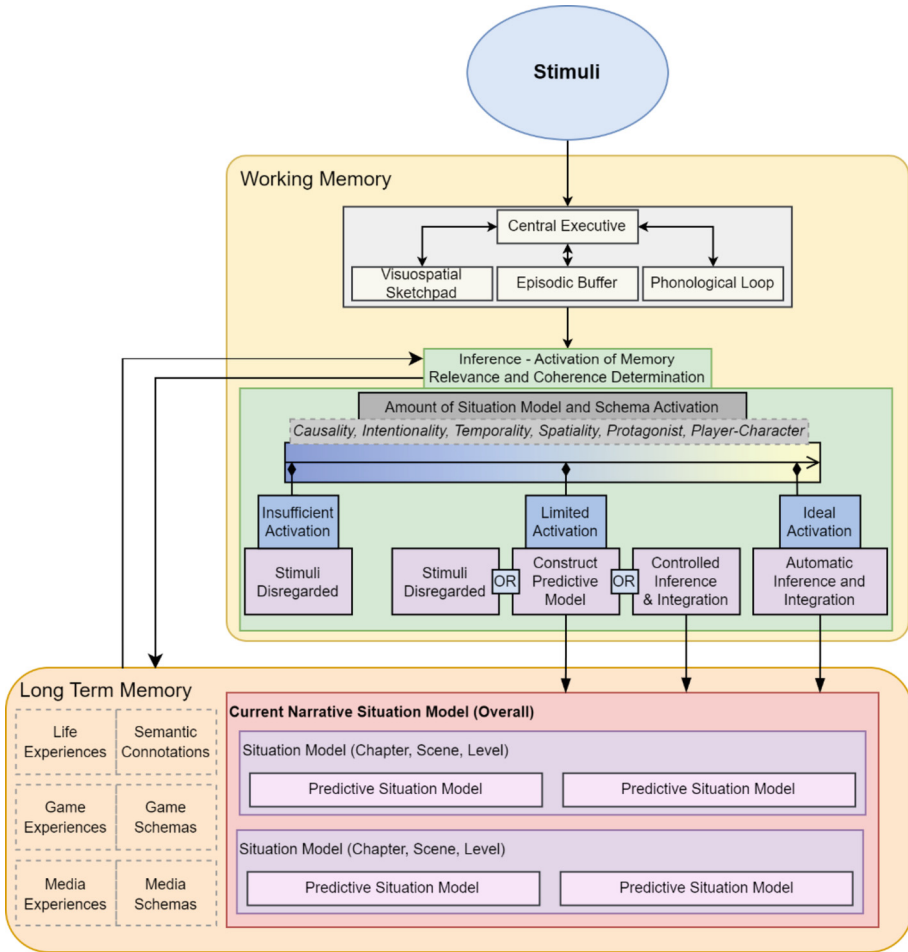 Stimuli
Working Memory
Central Executive
Visuospatial
Sketchpad
Episodic Buffer
Phonological Loop
Inference - Activation of Memory
Relevance and Coherence Determination
Amount of Situation Model and Schema Activation
Causality, Intentionality, Temporality, Spatiality, Protagonist, Player-Character
Insufficient
Activation
Limited
Activation
Ideal
Activation
Stimuli
Disregarded
Stimuli
Disregarded
OR
Construct
Predictive
Model
OR
Controlled
Inference
& Integration
Automatic
Inference and
Integration
Long Term Memory
Life
Experiences
Semantic
Connotations
Game
Experiences
Game
Schemas
Media
Experiences
Media
Schemas
Current Narrative Situation Model (Overall)
Situation Model (Chapter, Scene, Level)
Predictive Situation Model
Predictive Situation Model
Situation Model (Chapter, Scene, Level)
Predictive Situation Model
Predictive Situation Model